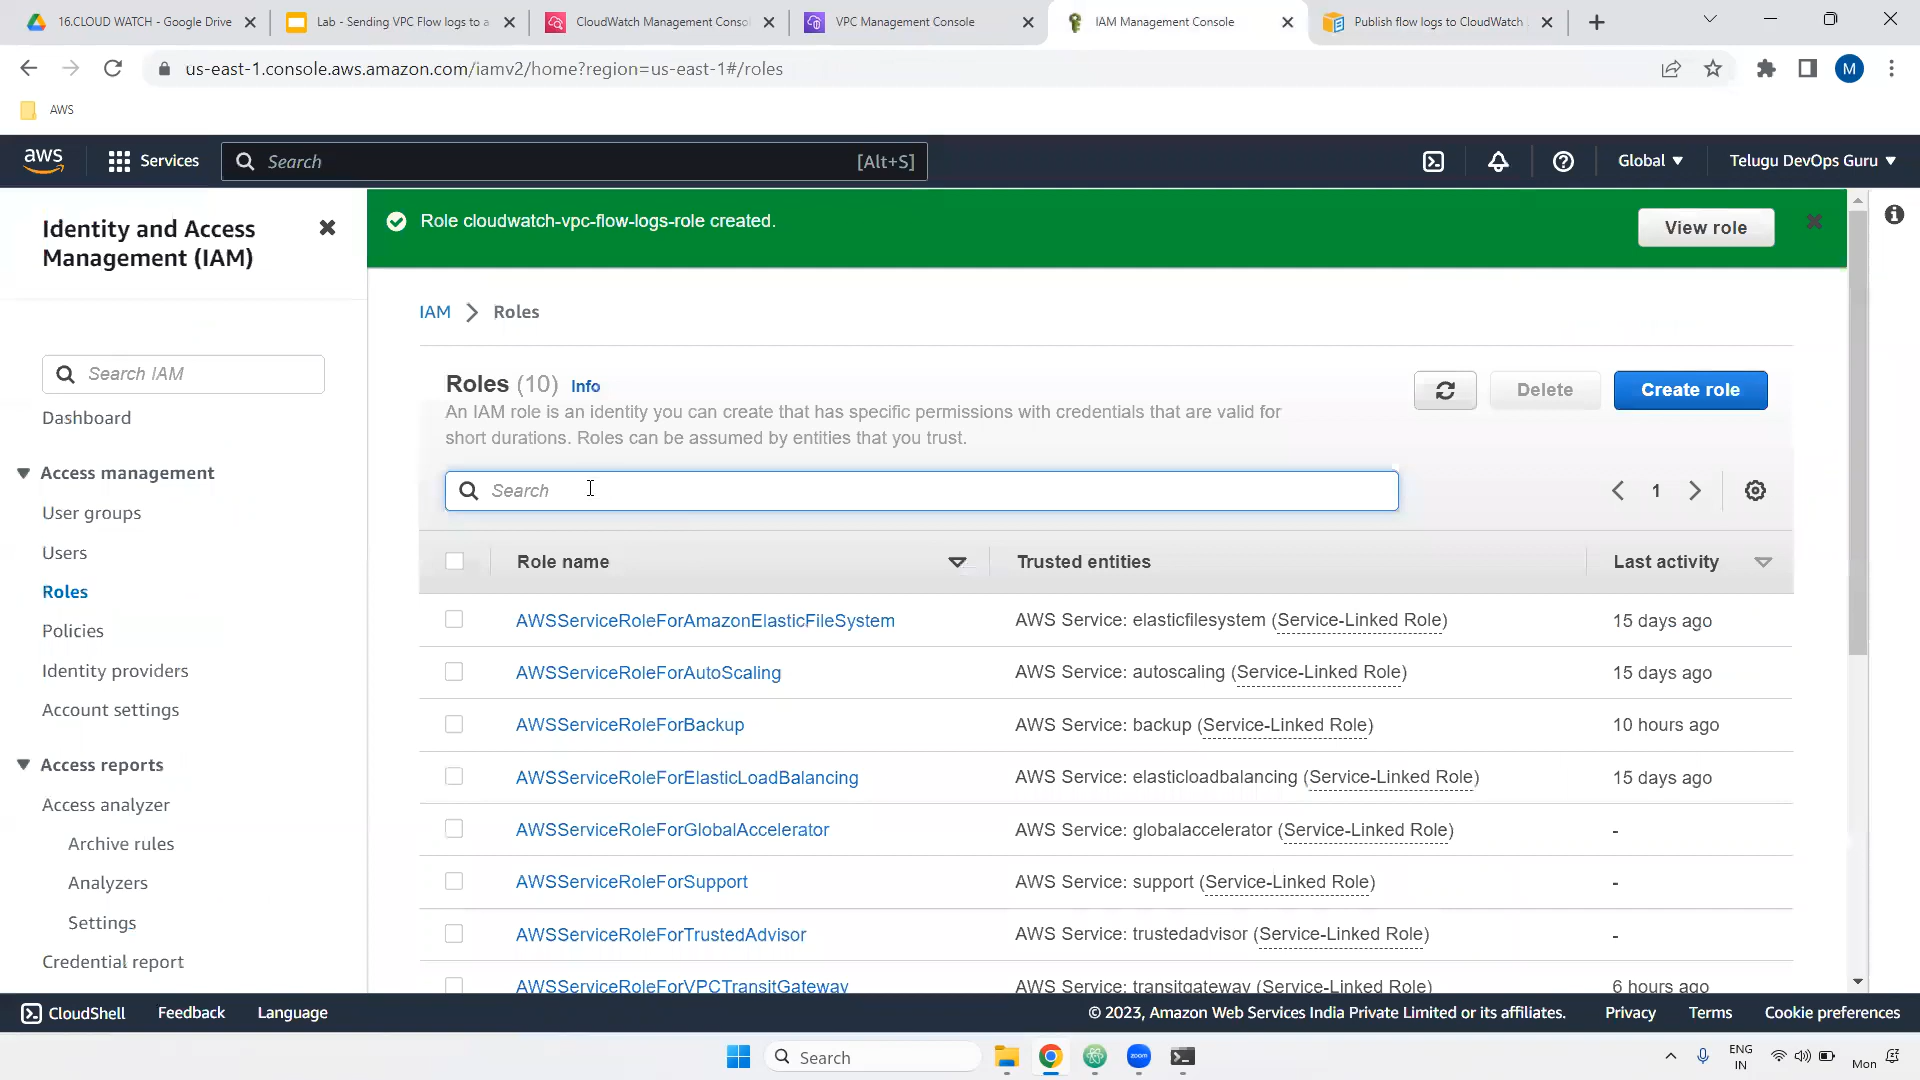 16.CLOUD WATCH - Google Drive
Lab - Sending VPC Flow logs to a
CloudWatch Management Conso
VPC Management Console
IAM Management Console
Publish flow logs to CloudWatch
us-east-1.console.aws.amazon.com/iamv2/home?region=us-east-1#/roles
M
AWS
aws
Services
Search
[Alt+S]
Global
Telugu DevOps Guru
Identity and Access
Management (IAM)
Search IAM
Dashboard
Access management
User groups
Users
Roles
Policies
Identity providers
Account settings
Access reports
Access analyzer
Archive rules
Analyzers
Settings
Credential report
Role cloudwatch-vpc-flow-logs-role created.
View role
IAM
Roles
Roles (10) Info
An IAM role is an identity you can create that has specific permissions with credentials that are valid for
short durations. Roles can be assumed by entities that you trust.
Delete
Create role
Search
1
Role name
Trusted entities
Last activity
AWSServiceRoleForAmazonElasticFileSystem
AWS Service: elasticfilesystem (Service-Linked Role)
15 days ago
AWSServiceRoleForAutoScaling
AWS Service: autoscaling (Service-Linked Role)
15 days ago
AWSServiceRoleForBackup
AWS Service: backup (Service-Linked Role)
10 hours ago
AWSServiceRoleForElasticLoadBalancing
AWS Service: elasticloadbalancing (Service-Linked Role)
15 days ago
AWSServiceRoleForGlobalAccelerator
AWS Service: globalaccelerator (Service-Linked Role)
-
AWSServiceRoleForSupport
AWS Service: support (Service-Linked Role)
-
AWSServiceRoleForTrustedAdvisor
AWS Service: trustedadvisor (Service-Linked Role)
-
AWSServiceRoleForVPCTransitGateway
AWS Service: transitgateway (Service-Linked Role)
6 hours ago
CloudShell
Feedback
Language
© 2023, Amazon Web Services India Private Limited or its affiliates.
Privacy
Terms
Cookie preferences
Search
zoom
ENG
IN
Mon